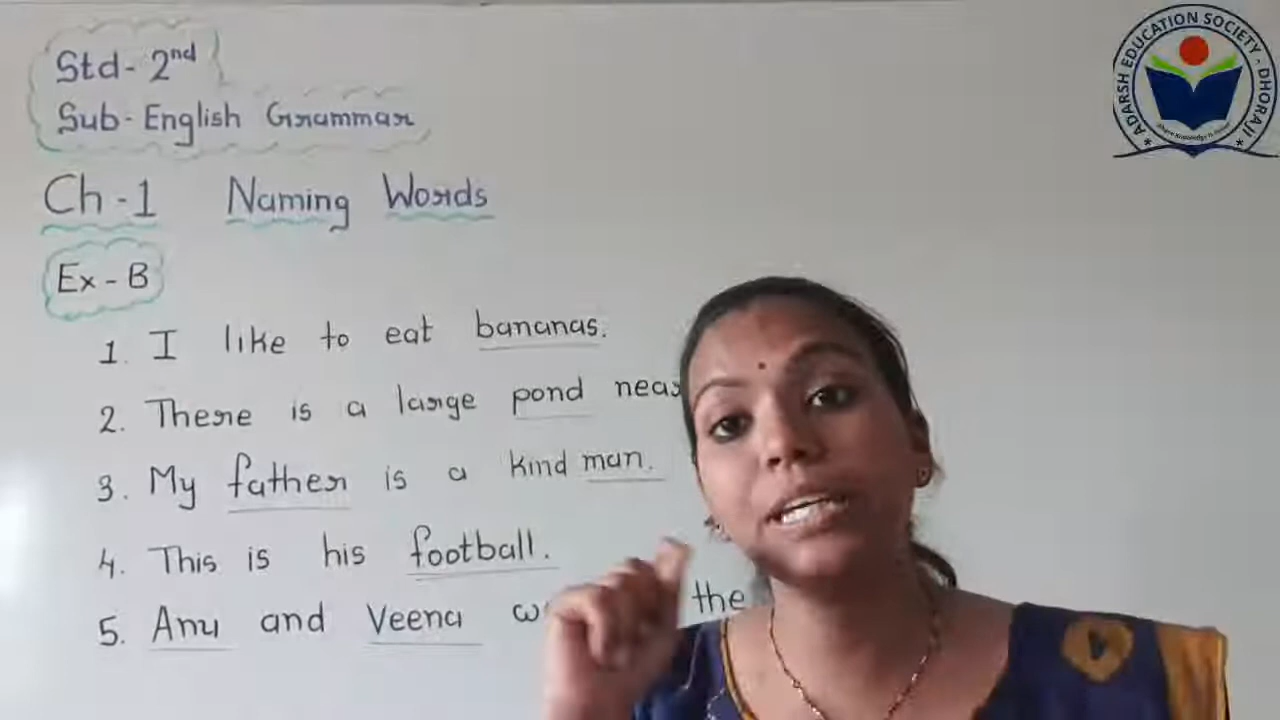 Std- 2nd
Sub- English Grammar
Ch -1 Naming Words
Ex - B
1. I like to eat bananas.
2. There is a large pond near
3. My father is a kind man.
4. This is his football.
5. Anu and Veena the
ADARSH EDUCATION SOCIETY - DHORAJI